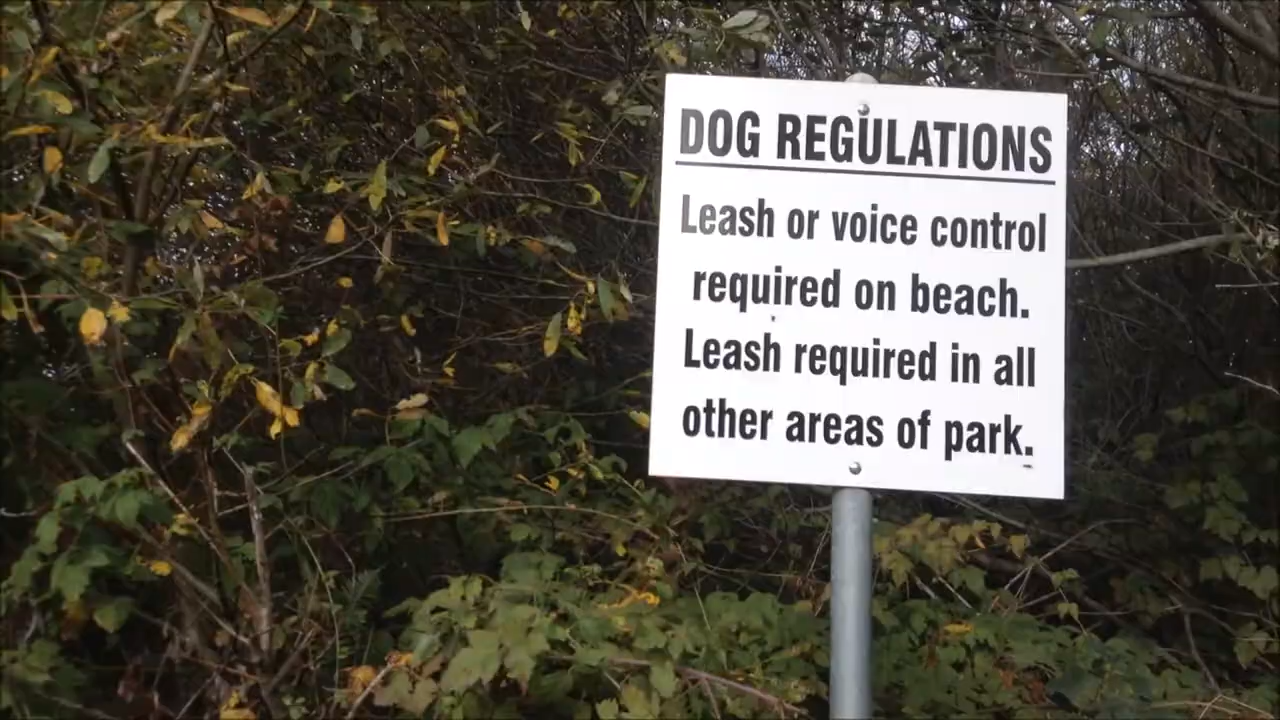 DOG REGULATIONS
Leash or voice control
required on beach.
Leash required in all
other areas of park.